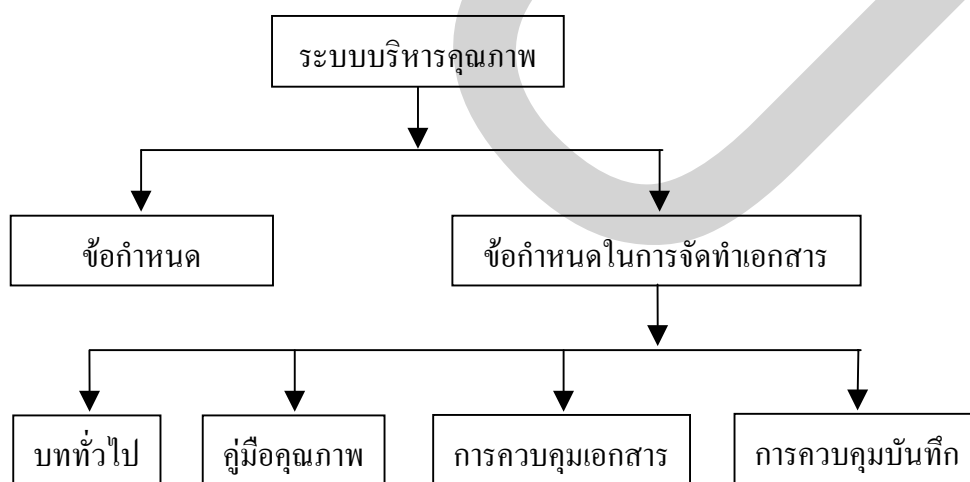 ระบบบริหารคุณภาพ
ข้อกำหนด
ข้อกำหนดในการจัดทำเอกสาร
บททั่วไป
คู่มือคุณภาพ
การควบคุมเอกสาร
การควบคุมบันทึก